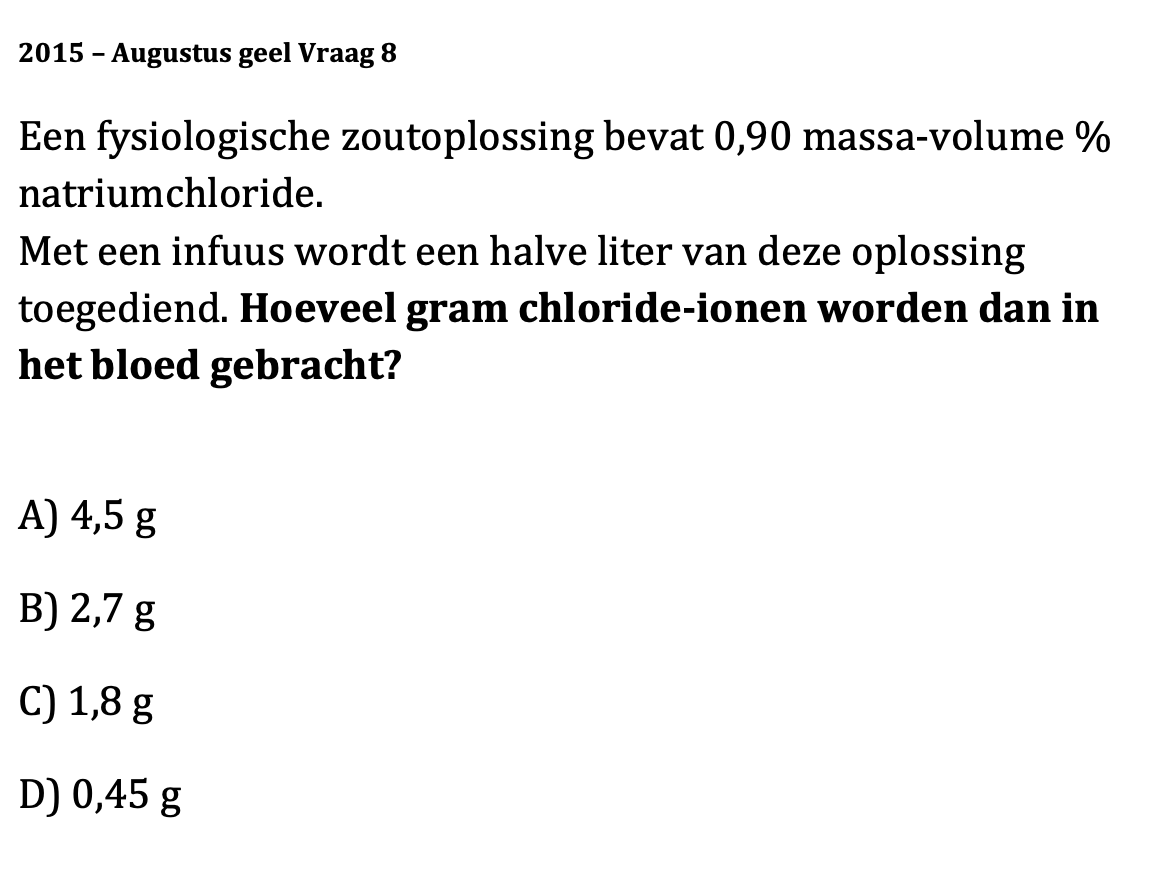 2015 – Augustus geel Vraag 8
Een fysiologische zoutoplossing bevat 0,90 massa-volume %
natriumchloride.
Met een infuus wordt een halve liter van deze oplossing
toegediend. Hoeveel gram chloride-ionen worden dan in
het bloed gebracht?
A) 4,5 g
B) 2,7 g
C) 1,8 g
D) 0,45 g